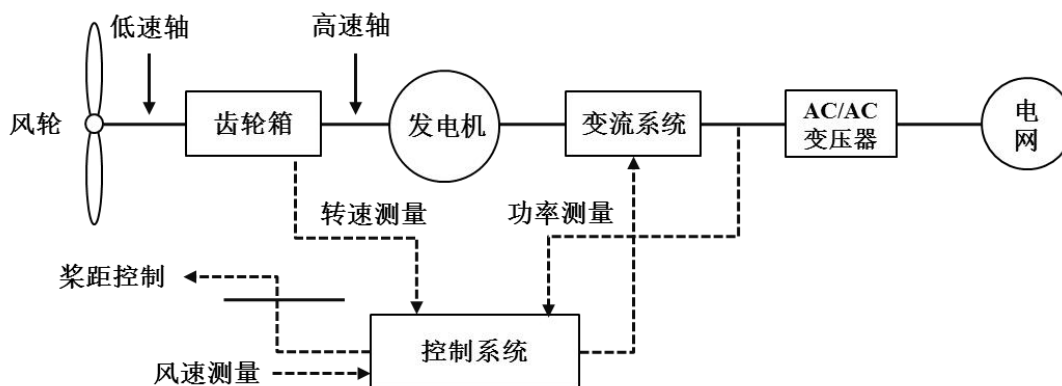 低速轴
高速轴
风轮
齿轮箱
发电机
变流系统
AC/AC
变压器
电
网
转速测量
功率测量
桨距控制
控制系统
风速测量